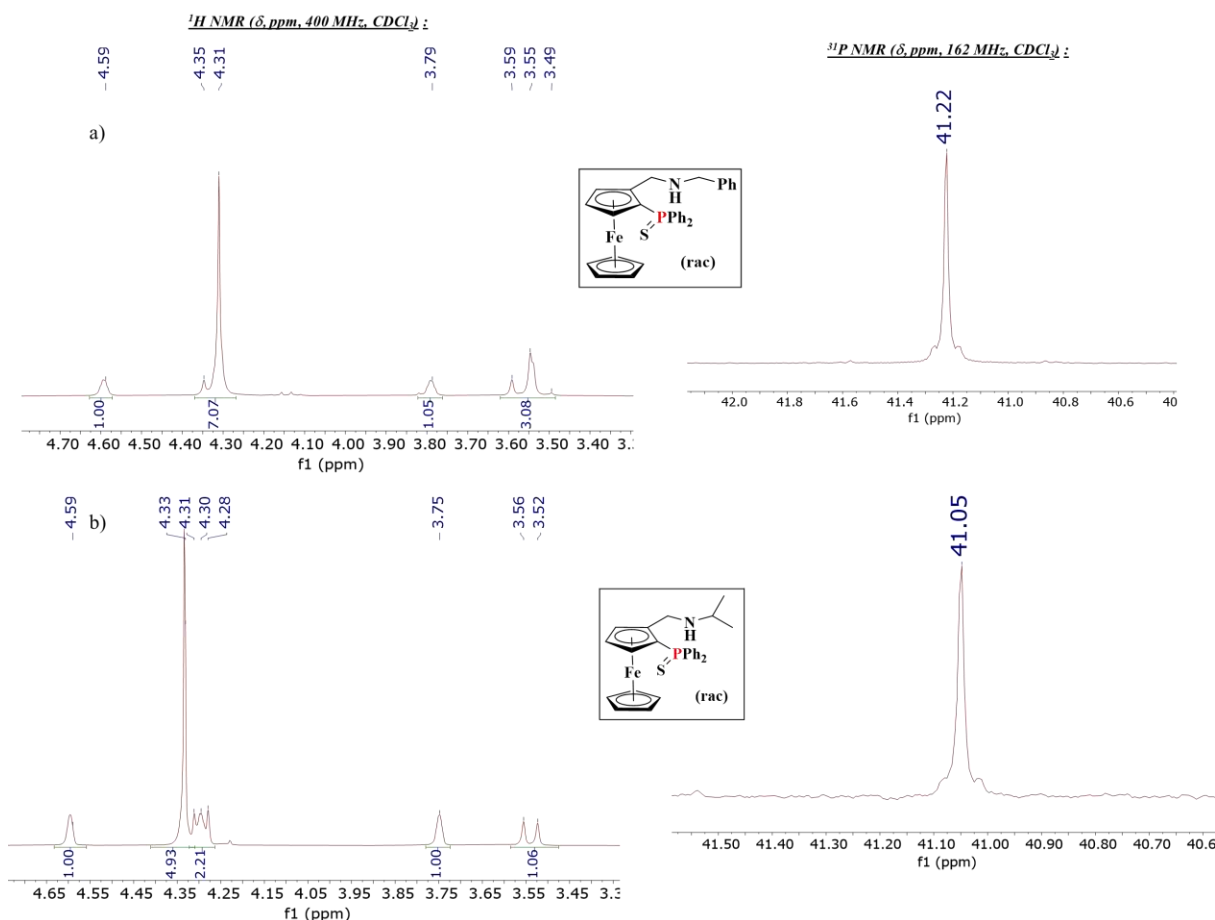 ¹H NMR (δ, ppm, 400 MHz, CDCl₃) :
4.59 4.35 4.31 3.79 3.59 3.55 3.49
a)
1.00 7.07 1.05 3.08
4.70 4.60 4.50 4.40 4.30 4.20 4.10 4.00 3.90 3.80 3.70 3.60 3.50 3.40
f1 (ppm)
N
H
Ph
PPh₂
S
Fe
(rac)
³¹P NMR (δ, ppm, 162 MHz, CDCl₃) :
41.22
42.0 41.8 41.6 41.4 41.2 41.0 40.8 40.6 40.4 40.2 40
f1 (ppm)
4.59 4.33 4.31 4.30 4.28 3.75 3.56 3.52
b)
1.00 4.93 2.21 1.00 1.06
4.65 4.55 4.45 4.35 4.25 4.15 4.05 3.95 3.85 3.75 3.65 3.55 3.45
f1 (ppm)
N
H
PPh₂
S
Fe
(rac)
41.05
41.50 41.40 41.30 41.20 41.10 41.00 40.90 40.80 40.70
f1 (ppm)